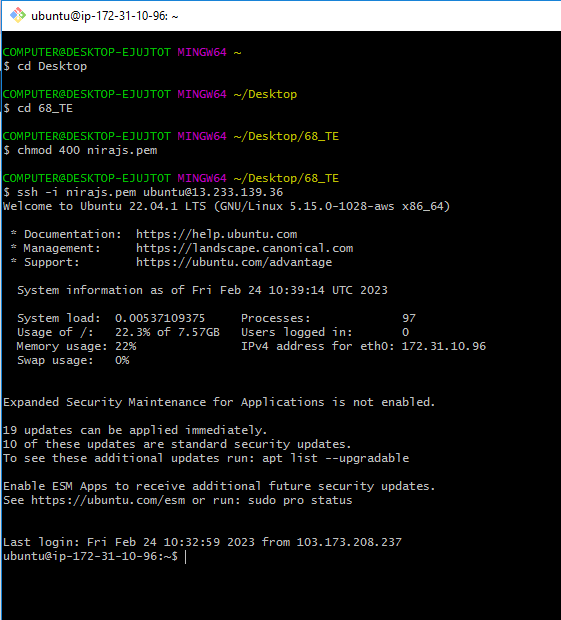 ubuntu@ip-172-31-10-96: ~
COMPUTER@DESKTOP-EJUJTOT MINGW64 ~
$ cd Desktop
COMPUTER@DESKTOP-EJUJTOT MINGW64 ~/Desktop
$ cd 68_TE
COMPUTER@DESKTOP-EJUJTOT MINGW64 ~/Desktop/68_TE
$ chmod 400 nirajs.pem
COMPUTER@DESKTOP-EJUJTOT MINGW64 ~/Desktop/68_TE
$ ssh -i nirajs.pem ubuntu@13.233.139.36
Welcome to Ubuntu 22.04.1 LTS (GNU/Linux 5.15.0-1028-aws x86_64)
* Documentation:  https://help.ubuntu.com
* Management:     https://landscape.canonical.com
* Support:        https://ubuntu.com/advantage
System information as of Fri Feb 24 10:39:14 UTC 2023
System load:  0.00537109375     Processes:             97
Usage of /:   22.3% of 7.57GB   Users logged in:       0
Memory usage: 22%               IPv4 address for eth0: 172.31.10.96
Swap usage:   0%
Expanded Security Maintenance for Applications is not enabled.
19 updates can be applied immediately.
10 of these updates are standard security updates.
To see these additional updates run: apt list --upgradable
Enable ESM Apps to receive additional future security updates.
See https://ubuntu.com/esm or run: sudo pro status
Last login: Fri Feb 24 10:32:59 2023 from 103.173.208.237
ubuntu@ip-172-31-10-96:~$